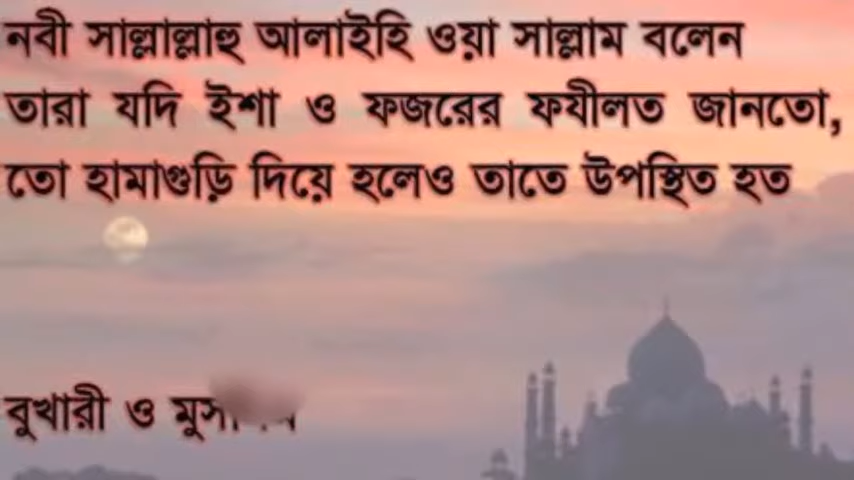 নবী সাল্লাল্লাহু আলাইহি ওয়া সাল্লাম বলেন
তারা যদি ইশা ও ফজরের ফযীলত জানতো,
তো হামাগুড়ি দিয়ে হলেও তাতে উপস্থিত হত
বুখারী ও